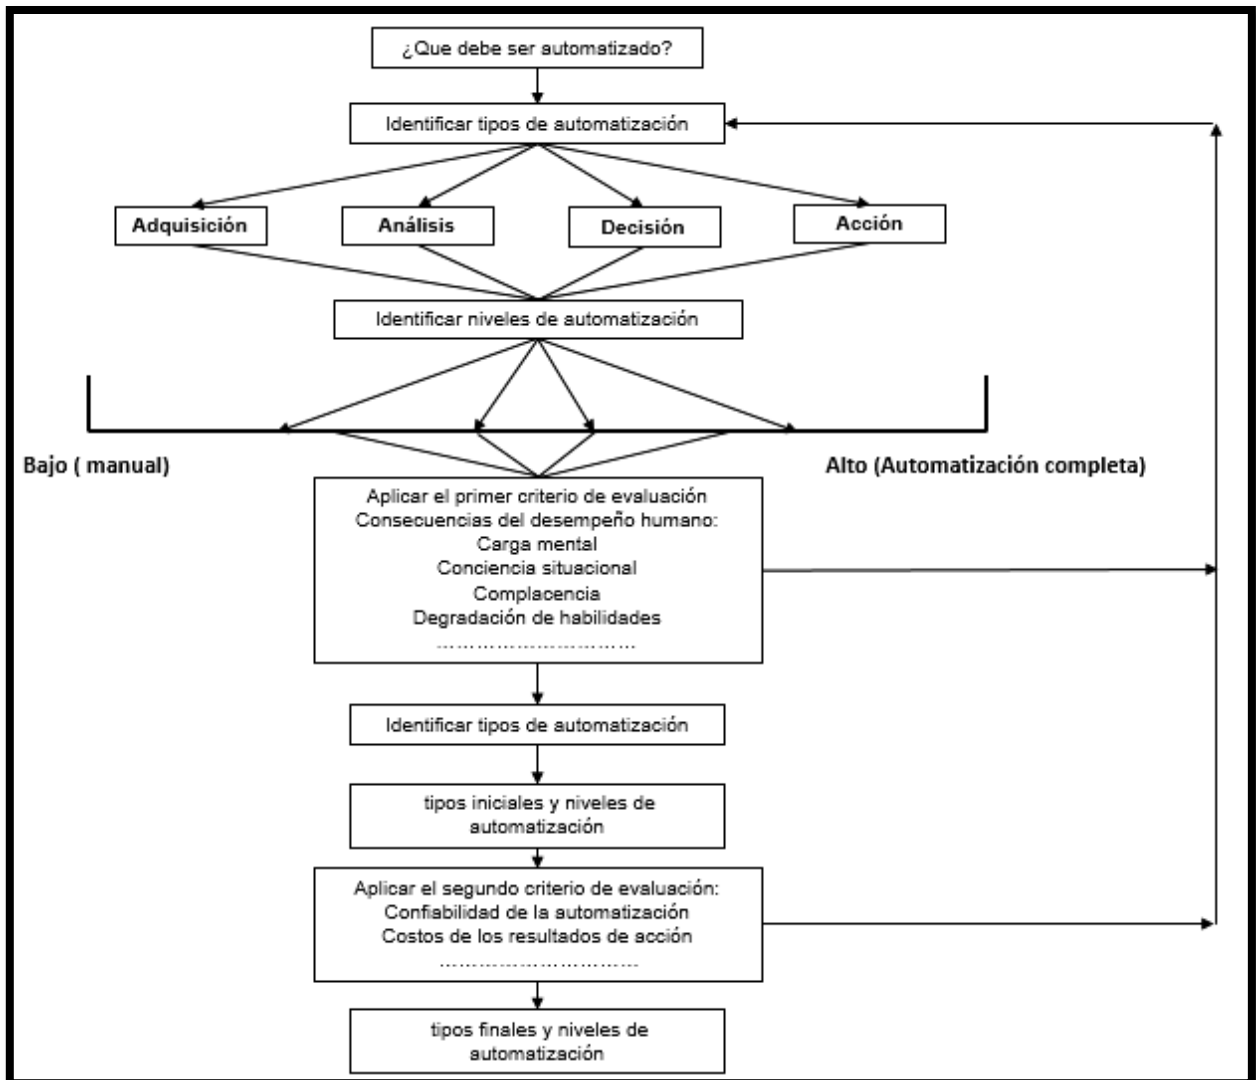 ¿Que debe ser automatizado?
Identificar tipos de automatización
Adquisición
Análisis
Decisión
Acción
Identificar niveles de automatización
Bajo ( manual)
Alto (Automatización completa)
Aplicar el primer criterio de evaluación
Consecuencias del desempeño humano:
Carga mental
Conciencia situacional
Complacencia
Degradación de habilidades
…………………………
Identificar tipos de automatización
tipos iniciales y niveles de
automatización
Aplicar el segundo criterio de evaluación:
Confiabilidad de la automatización
Costos de los resultados de acción
…………………………
tipos finales y niveles de
automatización